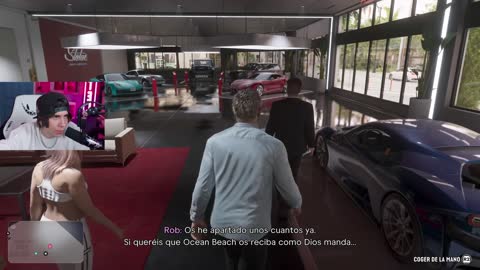 Rob: Os he apartado unos cuantos ya.
Si queréis que Ocean Beach os reciba como Dios manda...
COGER DE LA MANO R3